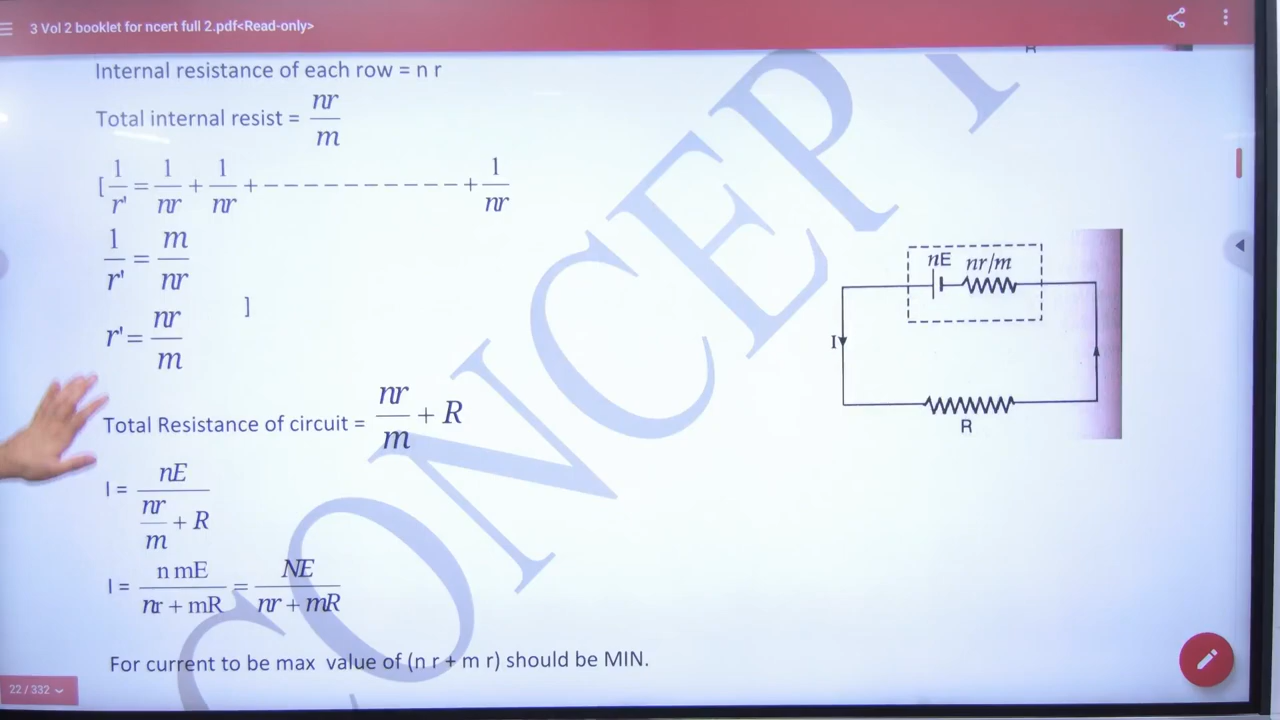 3 Vol 2 booklet for ncert full 2.pdf<Read-only>
Internal resistance of each row = n r
Total internal resist = nr/m
[ 1/r' = 1/nr + 1/nr + – – – – – – – – – – – + 1/nr
1/r' = m/nr
r' = nr/m ]
Total Resistance of circuit = nr/m + R
I = nE / (nr/m + R)
I = n mE / (nr + mR) = NE / (nr + mR)
For current to be max value of (n r + m r) should be MIN.
nE nr/m
I
R
22 / 332
CONCEPT